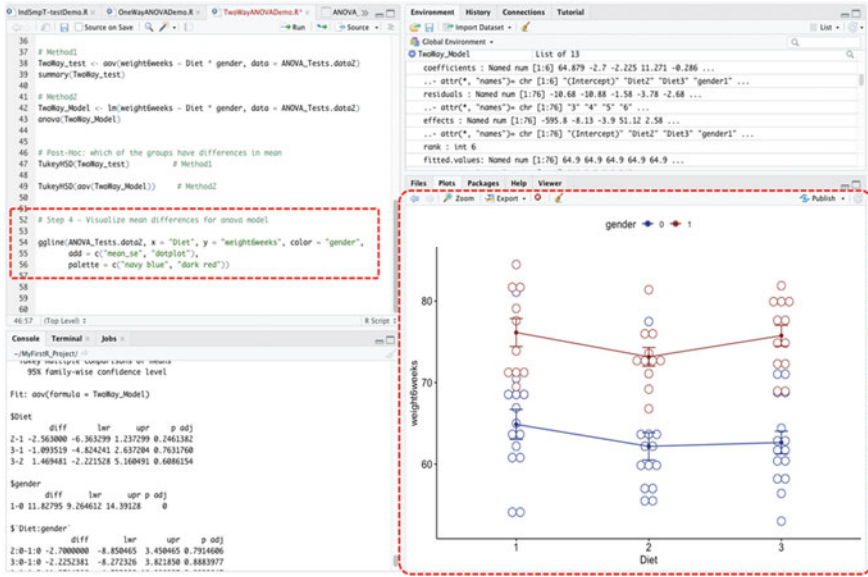 IndSmpT-testDemo.R
OneWayANOVADemo.R
TwoWayANOVADemo.R*
ANOVA_
Source on Save
Run
36
37 # Method1
38 TwoWay_test <- aov(weight6weeks ~ Diet * gender, data = ANOVA_Tests.data2)
39 summary(TwoWay_test)
40
41 # Method2
42 TwoWay_Model <- lm(weight6weeks ~ Diet * gender, data = ANOVA_Tests.data2)
43 anova(TwoWay_Model)
44
45
46 # Post-Hoc: which of the groups have differences in mean
47 TukeyHSD(TwoWay_test) # Method1
48
49 TukeyHSD(aov(TwoWay_Model)) # Method2
50
51
52 # Step 4 - Visualize mean differences for anova model
53
54 ggline(ANOVA_Tests.data2, x = "Diet", y = "weight6weeks", color = "gender",
55 add = c("mean_se", "dotplot"),
56 palette = c("navy blue", "dark red"))
57
58
59
60
46:57 (Top Level) R Script
Console Terminal Jobs
~/MyFirstR_Project/
Tukey multiple comparisons of means
95% family-wise confidence level
Fit: aov(formula = TwoWay_Model)
$Diet
diff lwr upr p adj
2-1 -2.563000 -6.363299 1.237299 0.2461382
3-1 -1.093519 -4.824241 2.637204 0.7631760
3-2 1.469481 -2.221528 5.160491 0.6086154
$gender
diff lwr upr p adj
1-0 11.82795 9.264612 14.39128 0
$`Diet:gender`
diff lwr upr p adj
2:0-1:0 -2.7000000 -8.850465 3.450465 0.7914606
3:0-1:0 -2.2252381 -8.272326 3.821850 0.8883977
Environment History Connections Tutorial
Import Dataset
List
Global Environment
TwoWay_Model List of 13
coefficients : Named num [1:6] 64.879 -2.7 -2.225 11.271 -0.286 ...
..- attr(*, "names")= chr [1:6] "(Intercept)" "Diet2" "Diet3" "gender1" ...
residuals : Named num [1:76] -10.68 -10.88 -1.58 -3.78 -2.68 ...
..- attr(*, "names")= chr [1:76] "3" "4" "5" "6" ...
effects : Named num [1:76] -595.8 -8.13 -3.9 51.12 2.58 ...
..- attr(*, "names")= chr [1:76] "(Intercept)" "Diet2" "Diet3" "gender1" ...
rank : int 6
fitted.values: Named num [1:76] 64.9 64.9 64.9 64.9 64.9 ...
Files Plots Packages Help Viewer
Zoom Export Publish
gender 0 1
weight6weeks
80
70
60
1 2 3
Diet